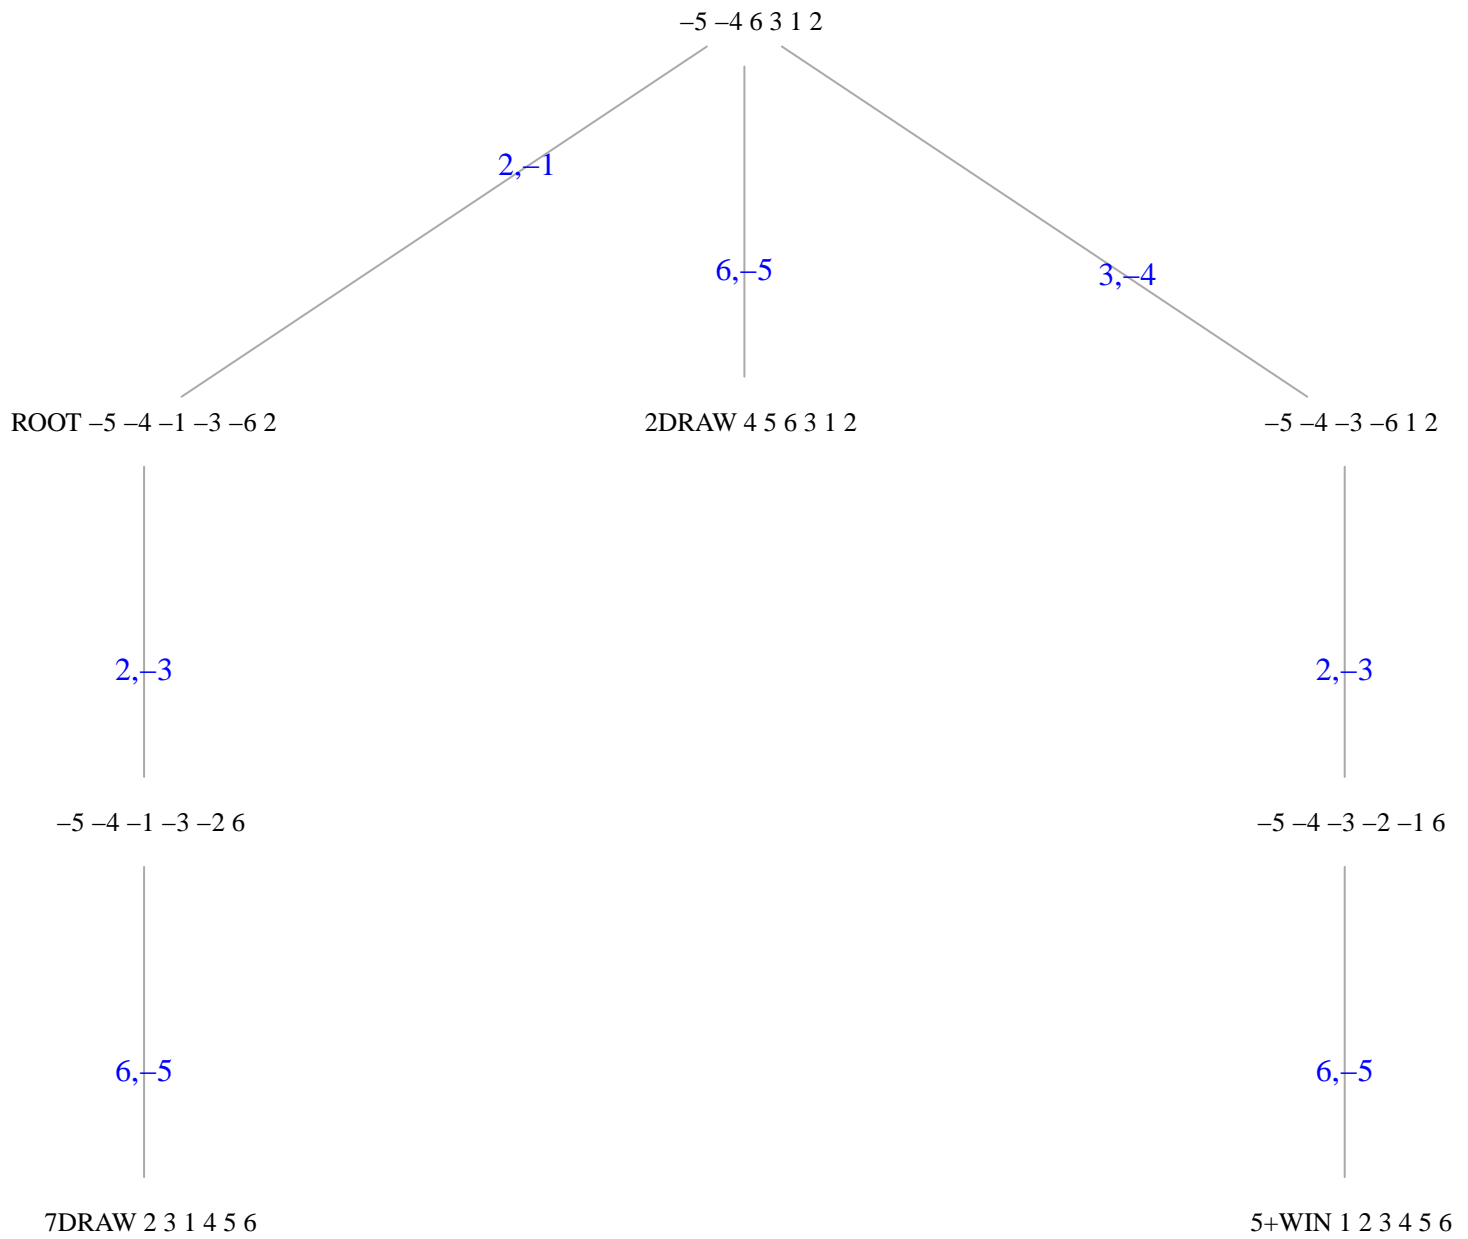 –5 –4 6 3 1 2
2,–1
6,–5
3,–4
ROOT –5 –4 –1 –3 –6 2
2DRAW 4 5 6 3 1 2
–5 –4 –3 –6 1 2
2,–3
2,–3
–5 –4 –1 –3 –2 6
–5 –4 –3 –2 –1 6
6,–5
6,–5
7DRAW 2 3 1 4 5 6
5+WIN 1 2 3 4 5 6